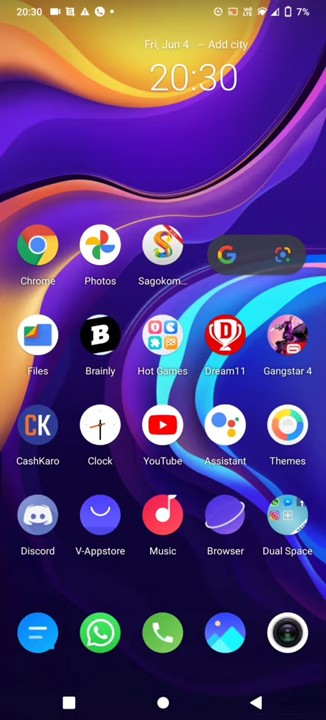 20:30
7%
Fri, Jun 4 – Add city
20:30
Chrome
Photos
Sagokom...
Files
Brainly
Hot Games
Dream11
Gangstar 4
CK
CashKaro
Clock
YouTube
Assistant
Themes
Discord
V-Appstore
Music
Browser
Dual Space